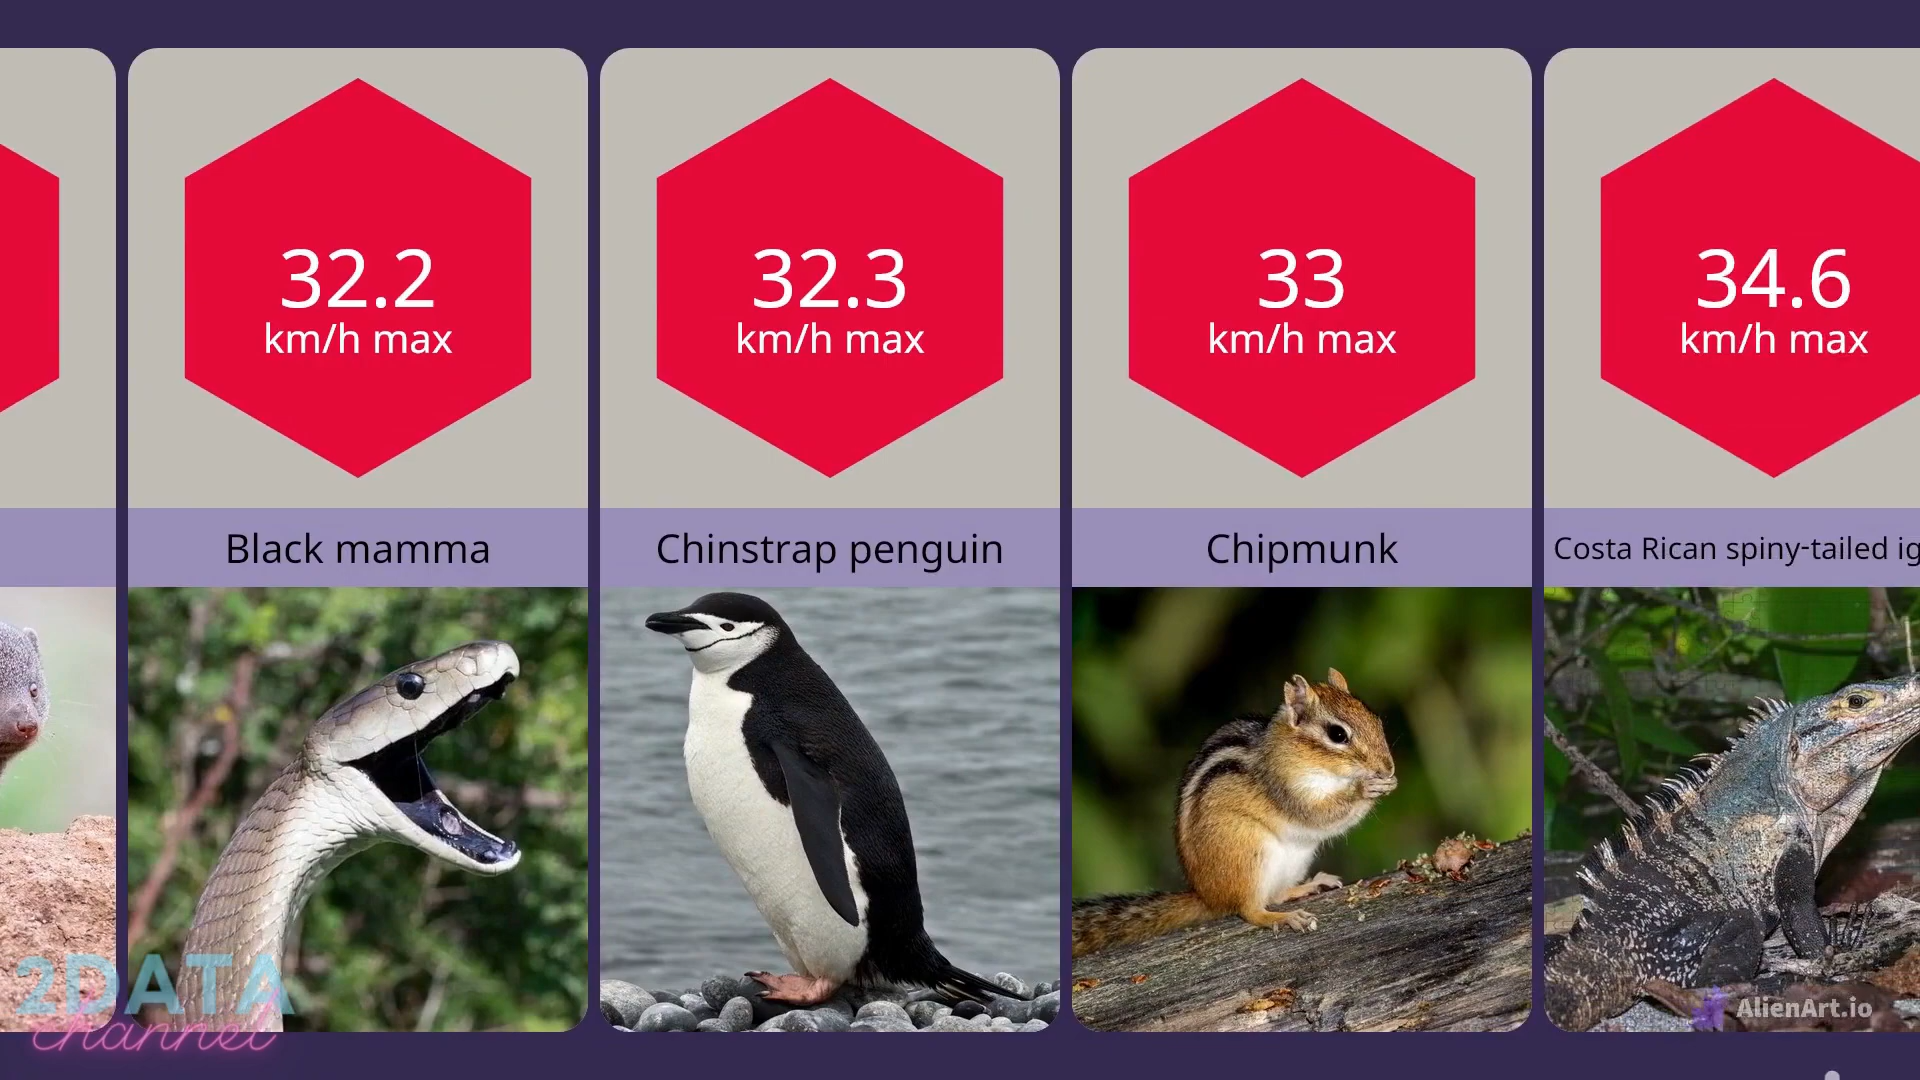 32.2
km/h max
Black mamma
32.3
km/h max
Chinstrap penguin
33
km/h max
Chipmunk
34.6
km/h max
Costa Rican spiny-tailed ig
2DATA
channel
AlienArt.io